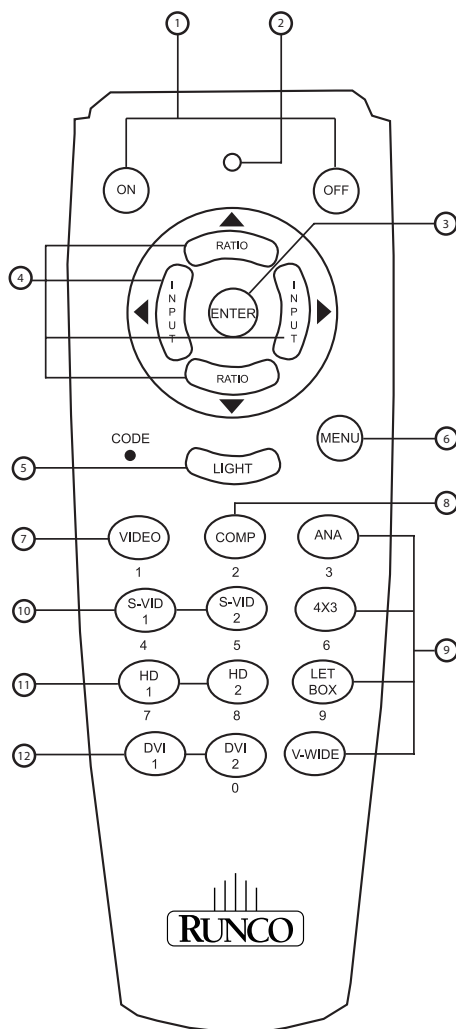 1 2
ON OFF
3
RATIO
4
INPUT ENTER INPUT
RATIO
CODE MENU 6
5 LIGHT
8
7 VIDEO COMP ANA
1 2 3
10 S-VID 1 S-VID 2 4X3
4 5 6
9
11 HD 1 HD 2 LET BOX
7 8 9
12 DVI 1 DVI 2 V-WIDE
0
RUNCO